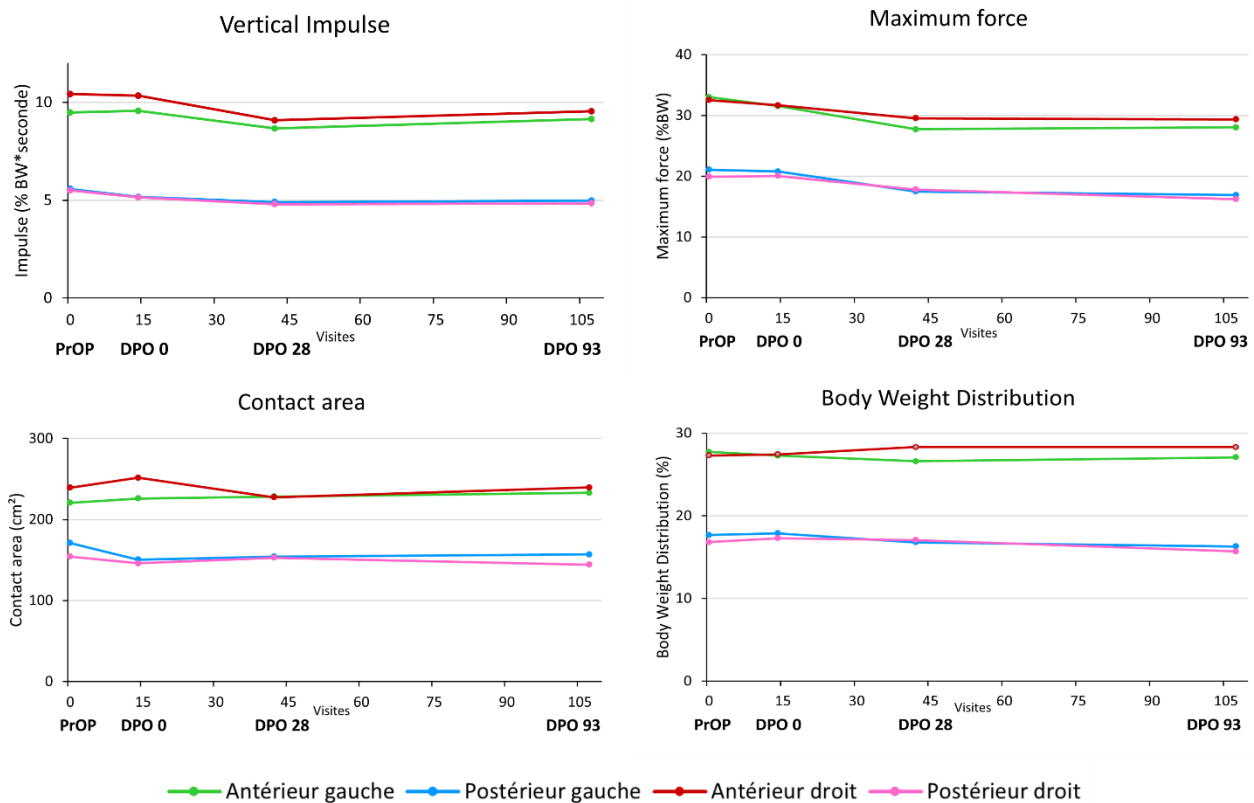 Vertical Impulse
Impulse (% BW*seconde)
10
5
0
0 15 30 45 60 75 90 105
Visites
PrOP DPO 0 DPO 28 DPO 93
Maximum force
Maximum force (%BW)
40
30
20
10
0
0 15 30 45 60 75 90 105
Visites
PrOP DPO 0 DPO 28 DPO 93
Contact area
Contact area (cm²)
300
200
100
0
0 15 30 45 60 75 90 105
Visites
PrOP DPO 0 DPO 28 DPO 93
Body Weight Distribution
Body Weight Distribution (%)
30
20
10
0
0 15 30 45 60 75 90 105
Visites
PrOP DPO 0 DPO 28 DPO 93
Antérieur gauche Postérieur gauche Antérieur droit Postérieur droit